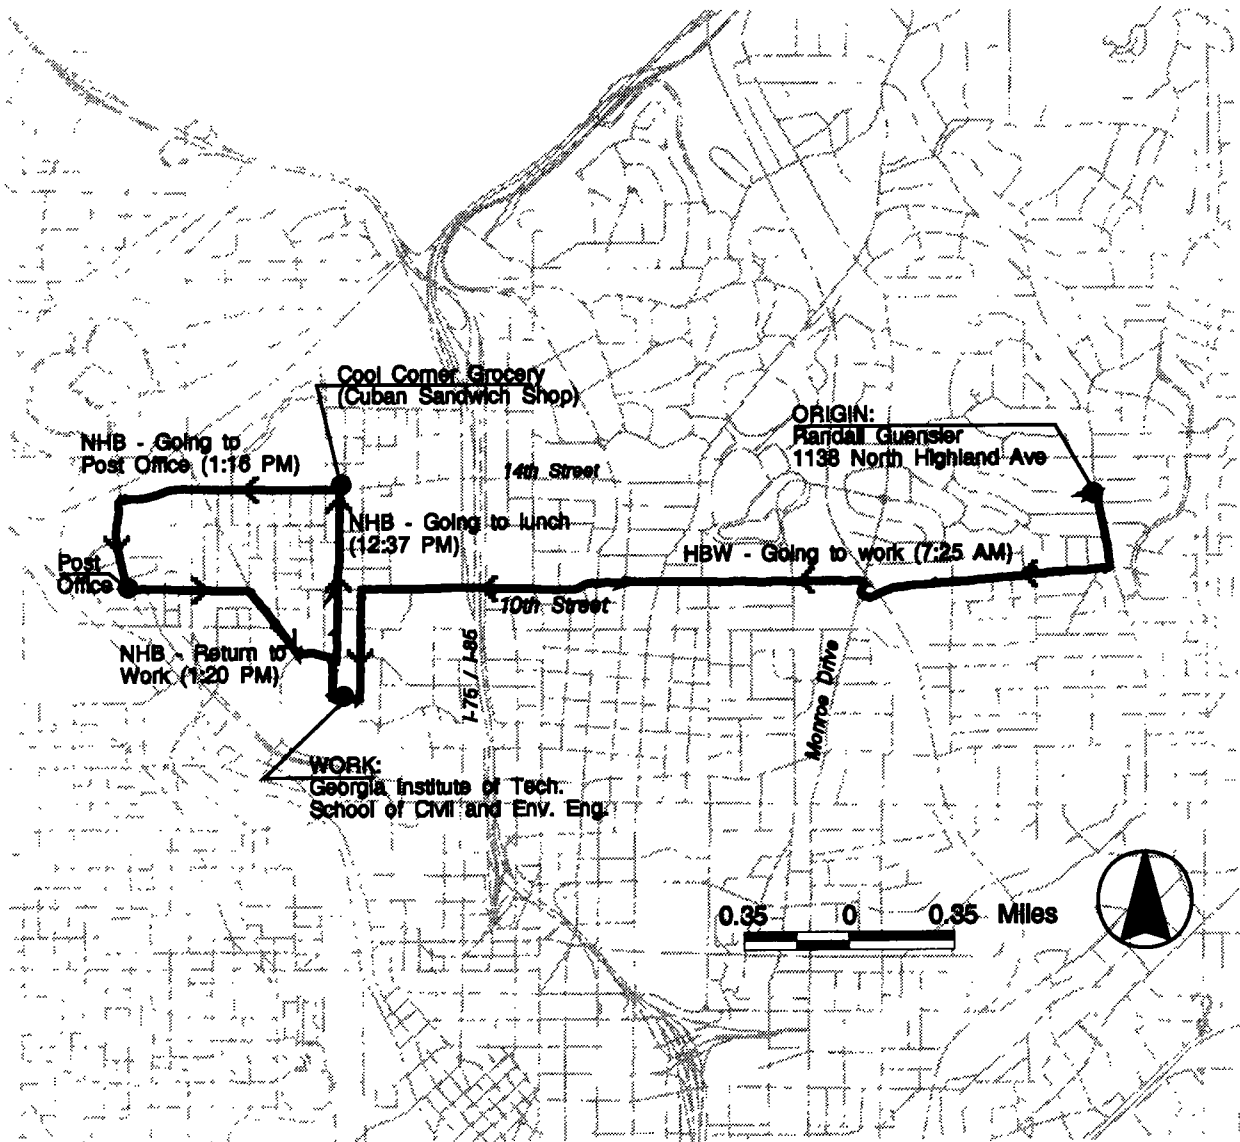 Cool Corner Grocery
(Cuban Sandwich Shop)
ORIGIN:
Randall Guensler
1138 North Highland Ave
NHB - Going to
Post Office (1:16 PM)
14th Street
NHB - Going to lunch
(12:37 PM)
HBW - Going to work (7:25 AM)
Post
Office
10th Street
NHB - Return to
Work (1:20 PM)
I-75 / I-85
Monroe Drive
WORK:
Georgia Institute of Tech.
School of Civil and Env. Eng.
0.35 0 0.35 Miles